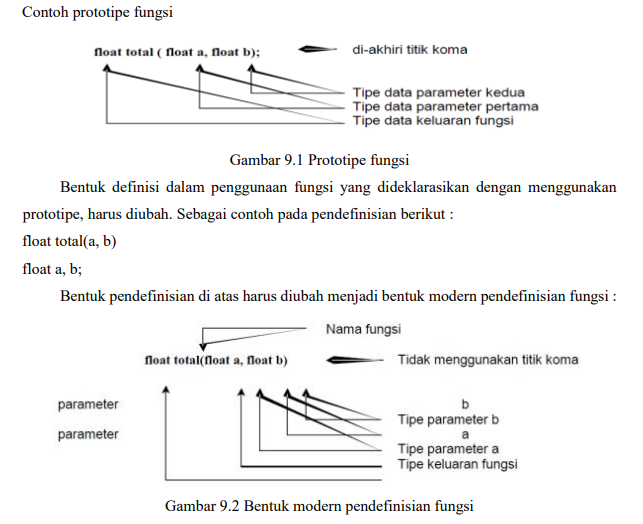 Contoh prototipe fungsi
float total ( float a, float b);
di-akhiri titik koma
Tipe data parameter kedua
Tipe data parameter pertama
Tipe data keluaran fungsi
Gambar 9.1 Prototipe fungsi
Bentuk definisi dalam penggunaan fungsi yang dideklarasikan dengan menggunakan
prototipe, harus diubah. Sebagai contoh pada pendefinisian berikut :
float total(a, b)
float a, b;
Bentuk pendefinisian di atas harus diubah menjadi bentuk modern pendefinisian fungsi :
Nama fungsi
float total(float a, float b)
Tidak menggunakan titik koma
parameter
b
Tipe parameter b
parameter
a
Tipe parameter a
Tipe keluaran fungsi
Gambar 9.2 Bentuk modern pendefinisian fungsi